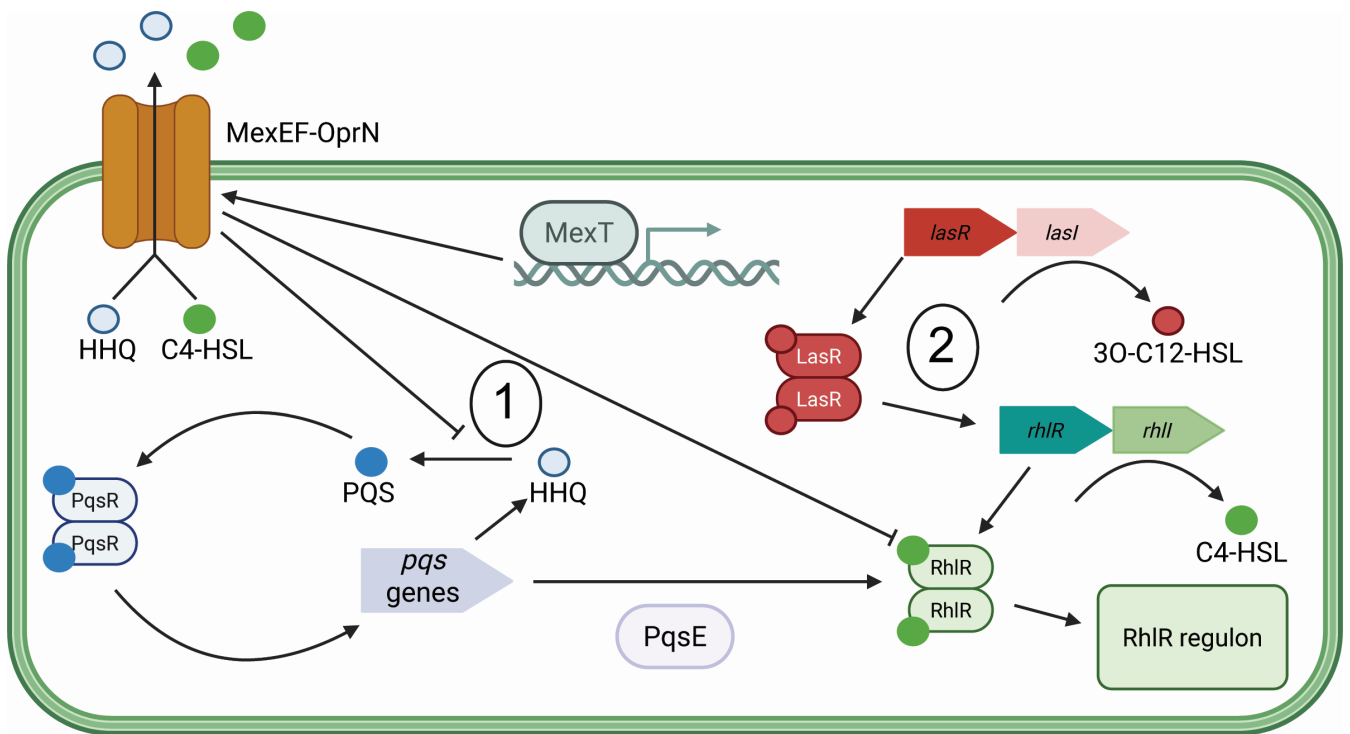 MexEF-OprN
MexT
lasR
lasI
HHQ
C4-HSL
LasR
LasR
2
3O-C12-HSL
1
rhlR
rhlI
PQS
HHQ
PqsR
PqsR
pqs
genes
C4-HSL
RhlR
RhlR
PqsE
RhlR regulon